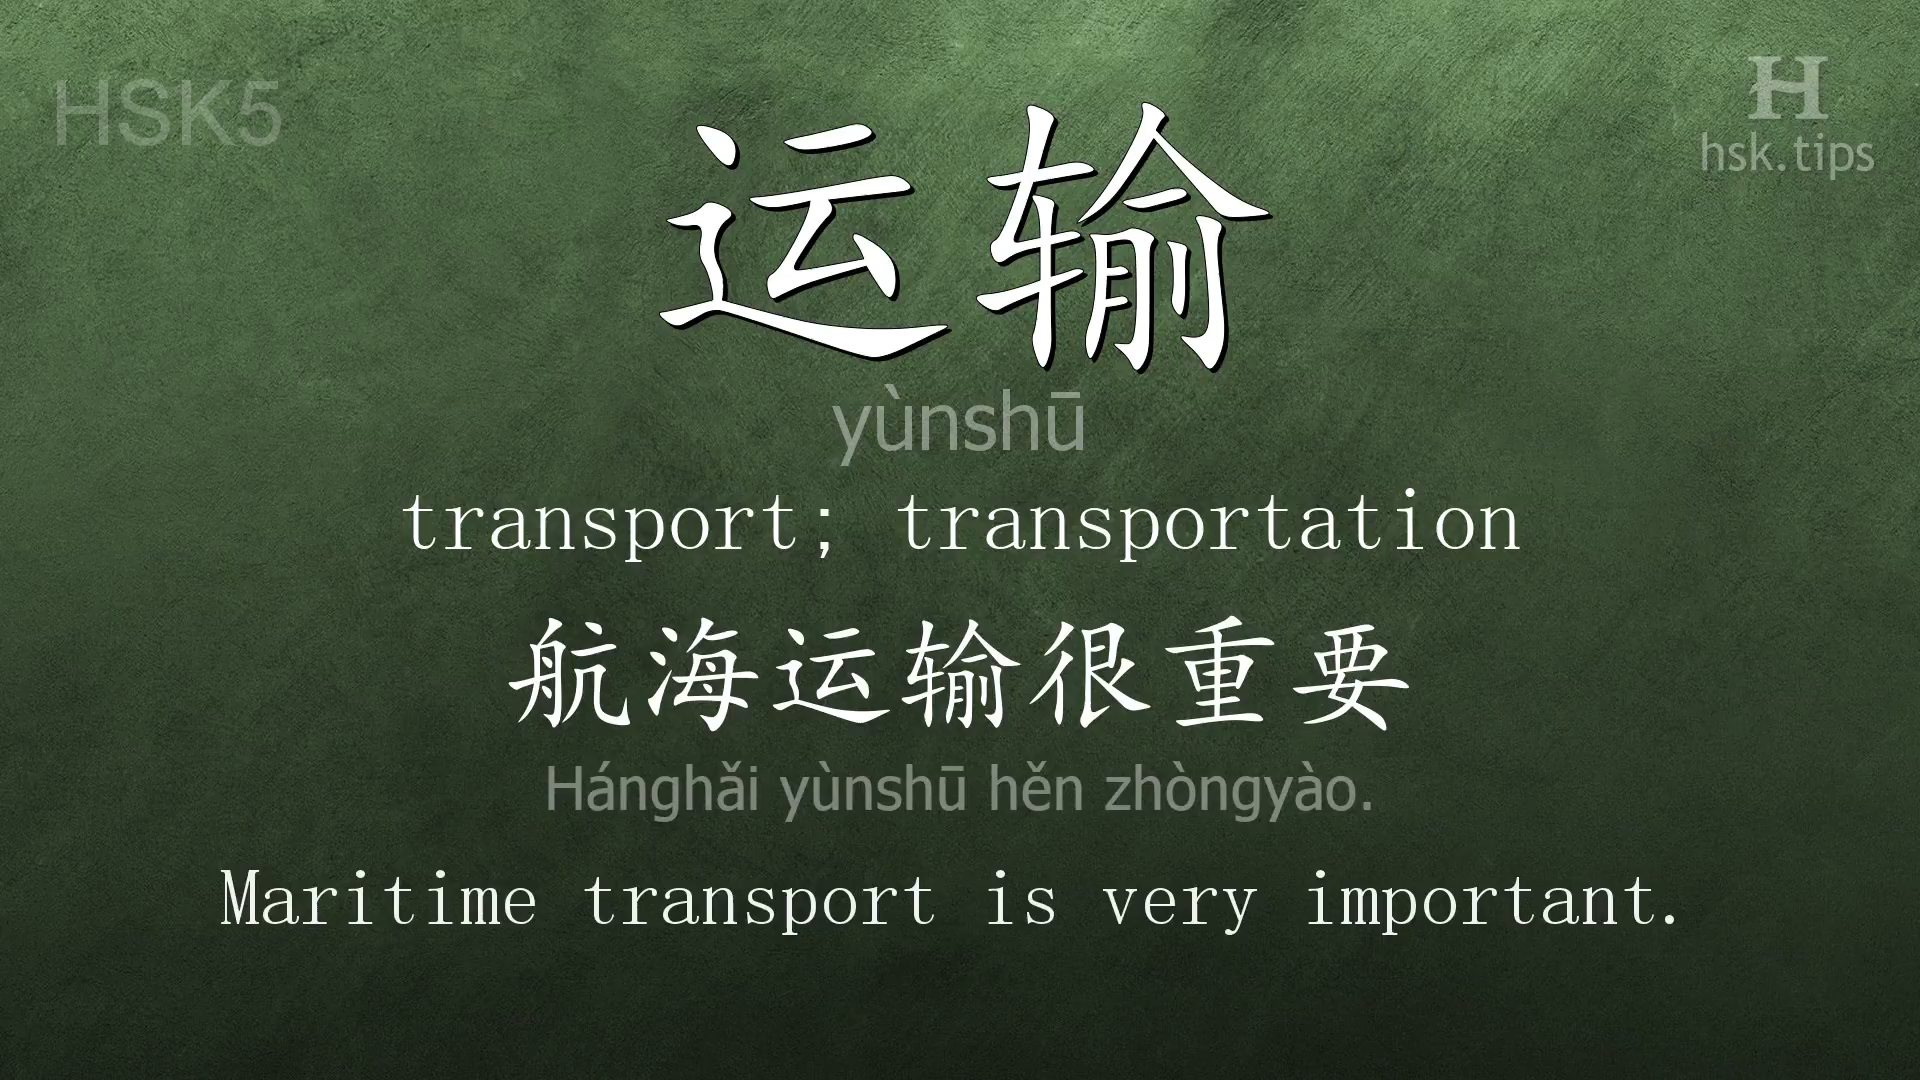 HSK5
H
hsk.tips
运输
yùnshū
transport; transportation
航海运输很重要
Hánghǎi yùnshū hěn zhòngyào.
Maritime transport is very important.